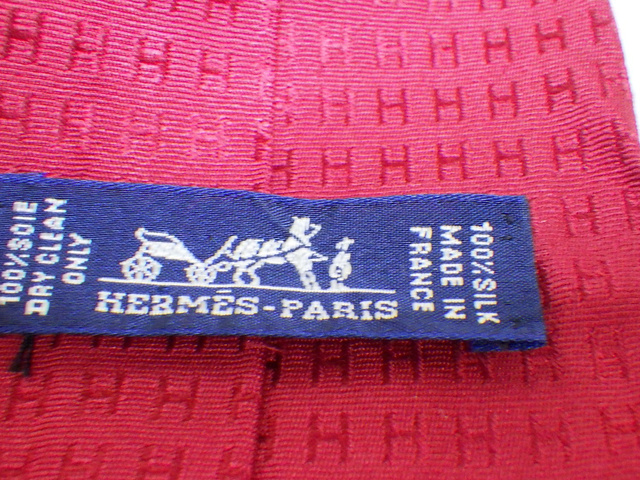 100%SOIE
DRY CLEAN
ONLY
HERMÈS-PARIS
100%SILK
MADE IN
FRANCE